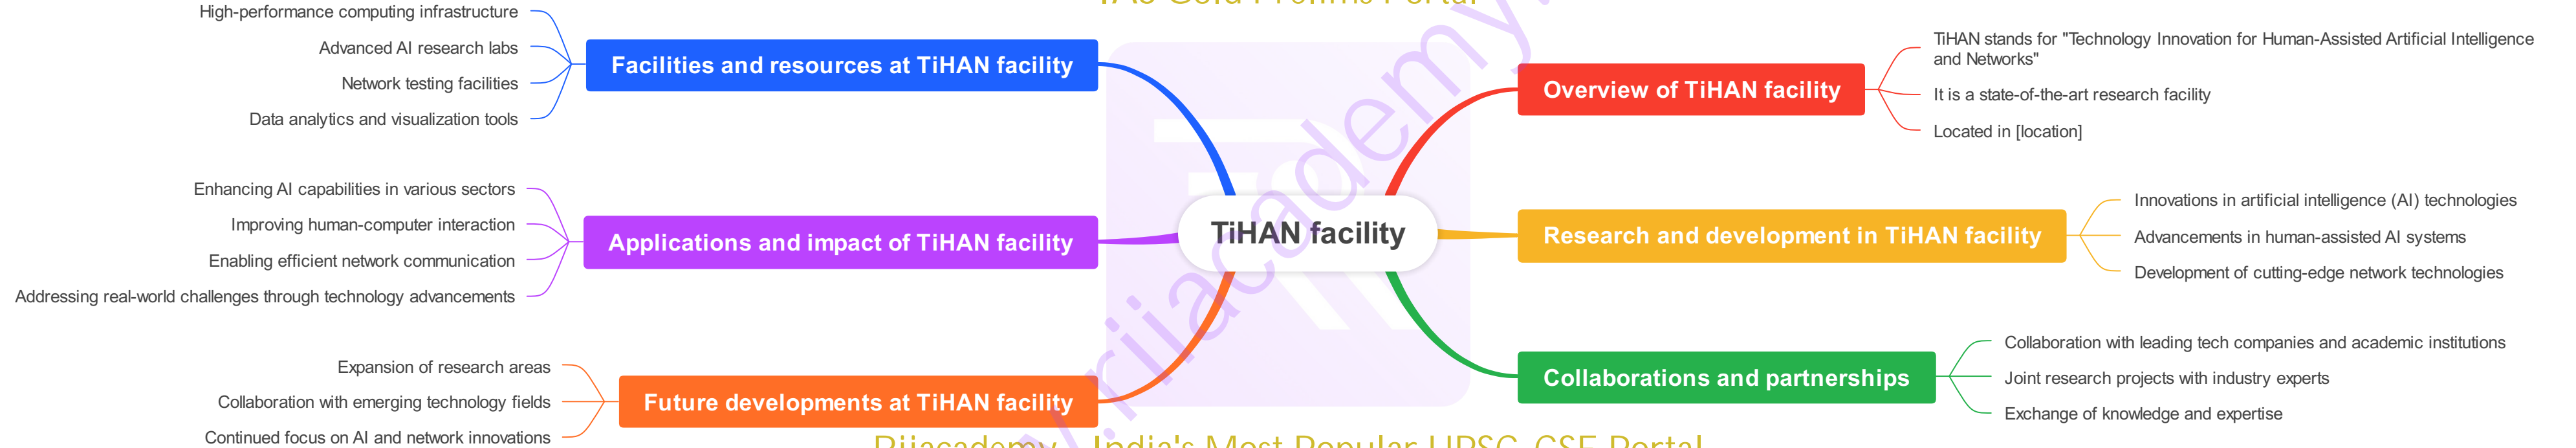 IAS Gold Prelims Portal
High-performance computing infrastructure
Advanced AI research labs
Network testing facilities
Data analytics and visualization tools
Facilities and resources at TiHAN facility
Enhancing AI capabilities in various sectors
Improving human-computer interaction
Enabling efficient network communication
Addressing real-world challenges through technology advancements
Applications and impact of TiHAN facility
Expansion of research areas
Collaboration with emerging technology fields
Continued focus on AI and network innovations
Future developments at TiHAN facility
TiHAN facility
Overview of TiHAN facility
TiHAN stands for "Technology Innovation for Human-Assisted Artificial Intelligence
and Networks"
It is a state-of-the-art research facility
Located in [location]
Research and development in TiHAN facility
Innovations in artificial intelligence (AI) technologies
Advancements in human-assisted AI systems
Development of cutting-edge network technologies
Collaborations and partnerships
Collaboration with leading tech companies and academic institutions
Joint research projects with industry experts
Exchange of knowledge and expertise
.rijacademy.
Rijacademy - India's Most Popular UPSC-CSE Portal